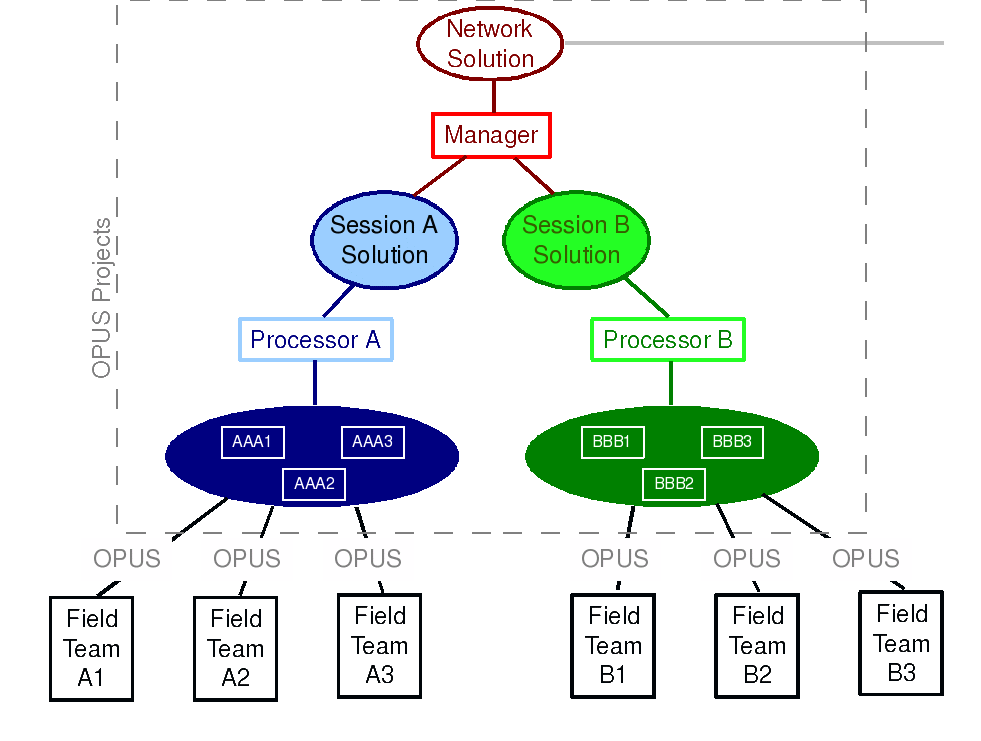 Network
Solution
Manager
Session A
Solution
Session B
Solution
OPUS Projects
Processor A
Processor B
AAA1
AAA3
AAA2
BBB1
BBB3
BBB2
OPUS
OPUS
OPUS
OPUS
OPUS
OPUS
Field
Team
A1
Field
Team
A2
Field
Team
A3
Field
Team
B1
Field
Team
B2
Field
Team
B3